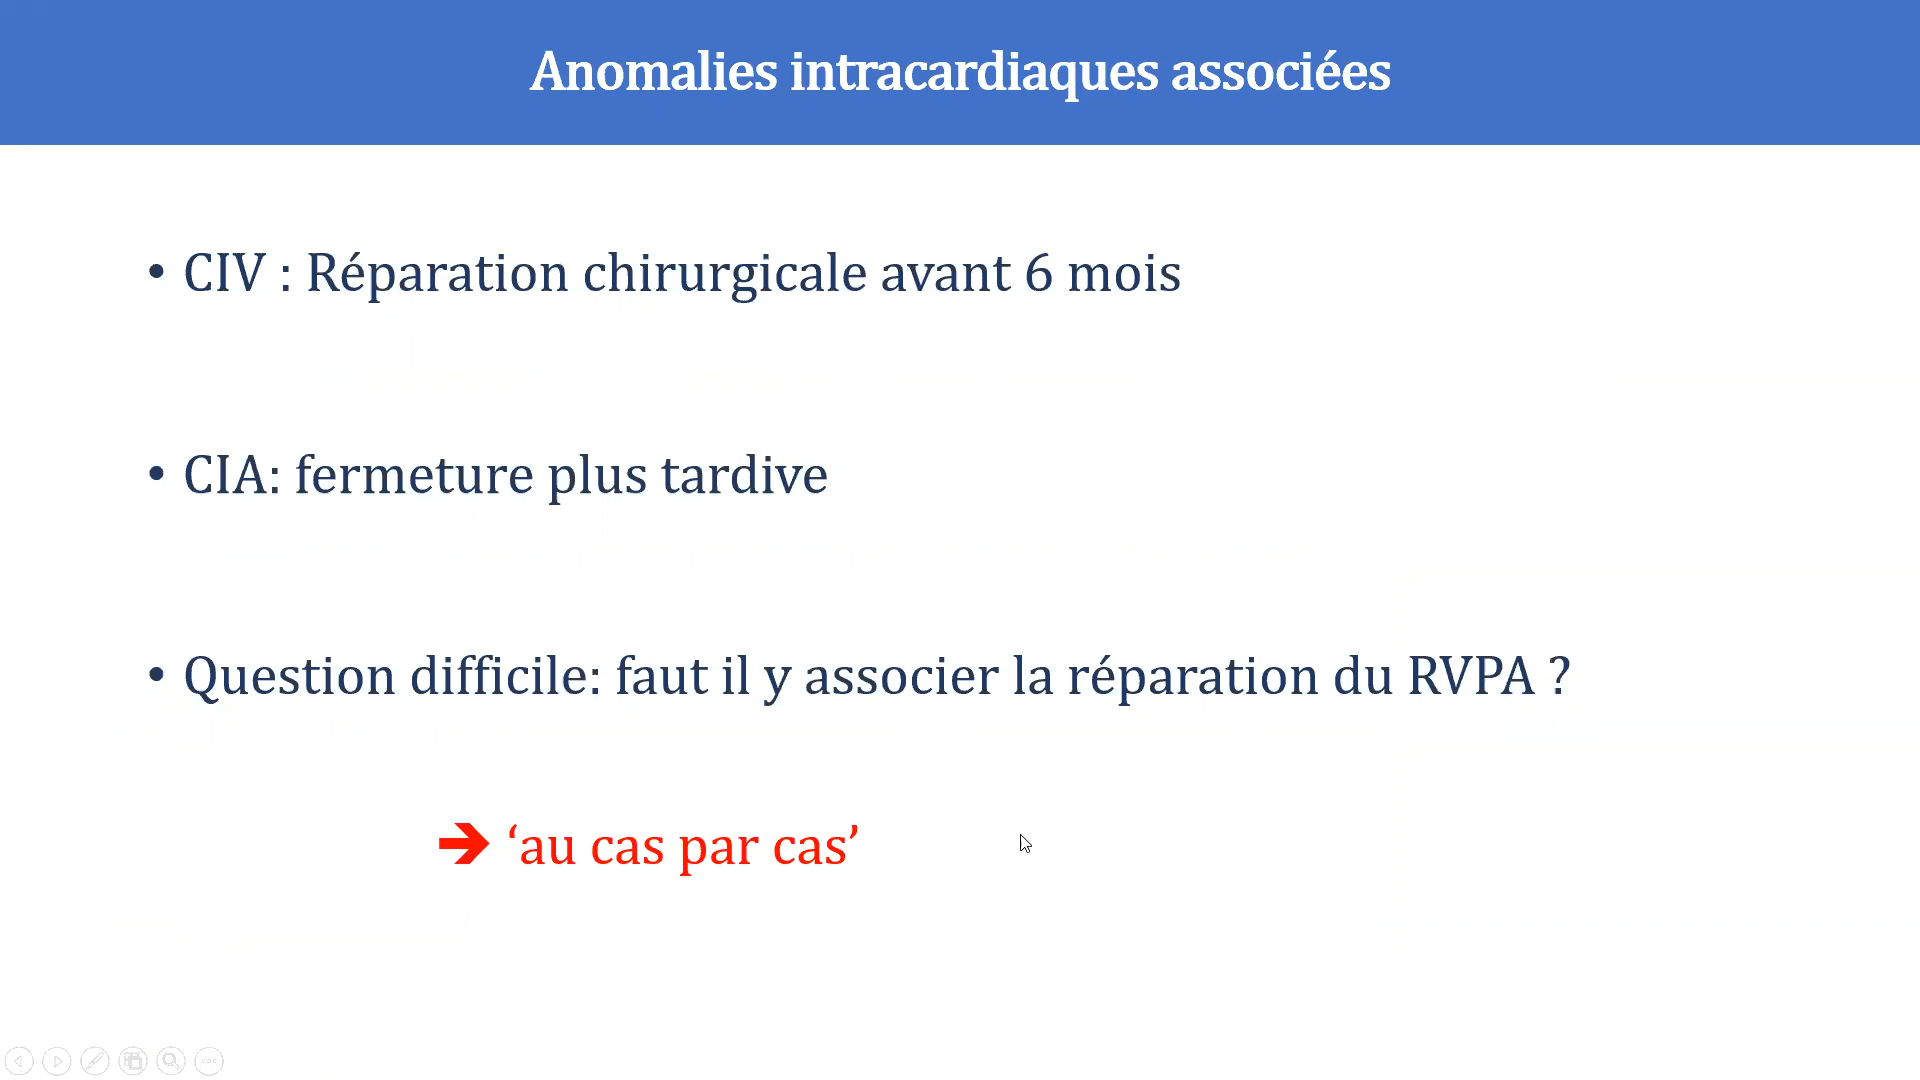 Anomalies intracardiaques associées
• CIV : Réparation chirurgicale avant 6 mois
• CIA: fermeture plus tardive
• Question difficile: faut il y associer la réparation du RVPA ?
➔ ‘au cas par cas’